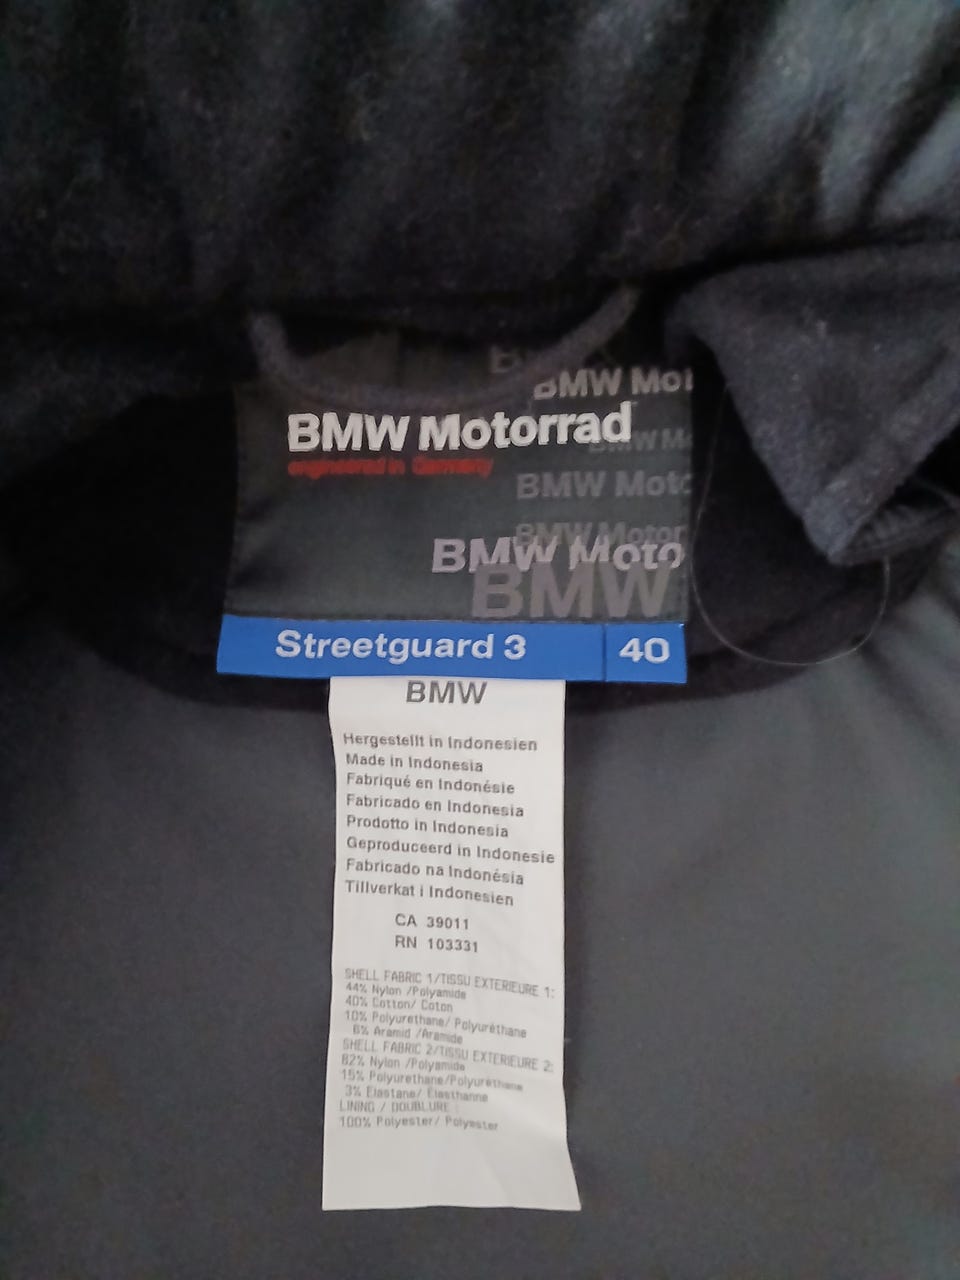 B
BMW Mot
BMW Motorrad
BMW M
engineered in Germany
BMW Moto
BMW Motor
BMW Moto
BMW
Streetguard 3 40
BMW
Hergestellt in Indonesien
Made in Indonesia
Fabriqué en Indonésie
Fabricado en Indonesia
Prodotto in Indonesia
Geproduceerd in Indonesie
Fabricado na Indonésia
Tillverkat i Indonesien
CA 39011
RN 103331
SHELL FABRIC 1/TISSU EXTERIEURE 1:
44% Nylon /Polyamide
40% Cotton/ Coton
10% Polyurethane/ Polyuréthane
6% Aramid /Aramide
SHELL FABRIC 2/TISSU EXTERIEURE 2:
82% Nylon /Polyamide
15% Polyurethane/Polyuréthane
3% Elastane/ Elasthanne
LINING / DOUBLURE :
100% Polyester/ Polyester